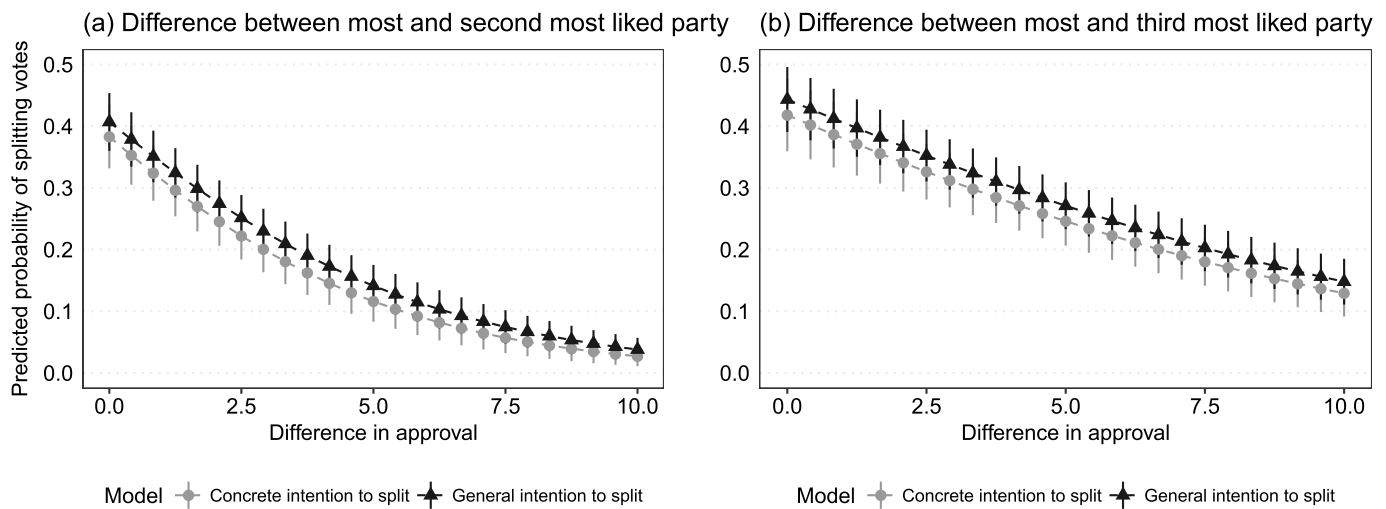 (a) Difference between most and second most liked party
Predicted probability of splitting votes
0.5
0.4
0.3
0.2
0.1
0.0
0.0 2.5 5.0 7.5 10.0
Difference in approval
Model Concrete intention to split General intention to split
(b) Difference between most and third most liked party
0.5
0.4
0.3
0.2
0.1
0.0
0.0 2.5 5.0 7.5 10.0
Difference in approval
Model Concrete intention to split General intention to split